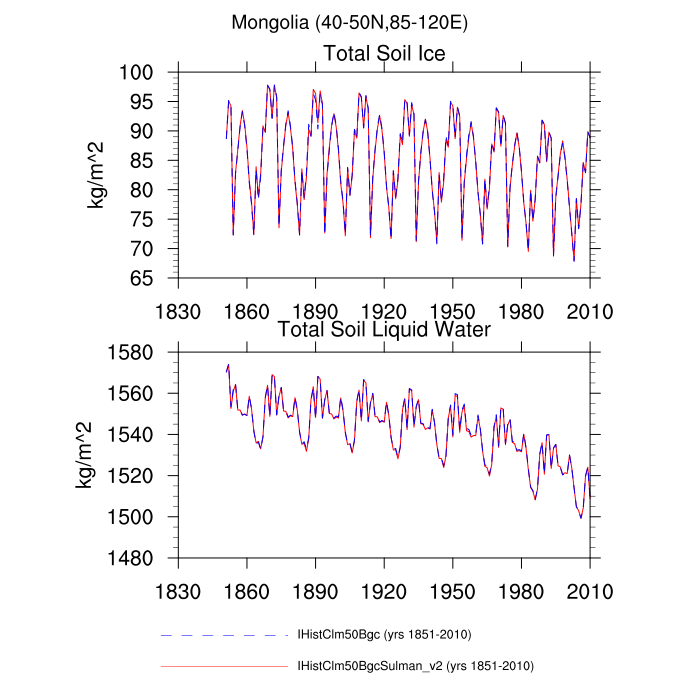 Mongolia (40-50N,85-120E)
Total Soil Ice
100
95
90
85
80
75
70
65
kg/m^2
1830 1860 1890 1920 1950 1980 2010
Total Soil Liquid Water
1580
1560
1540
1520
1500
1480
kg/m^2
1830 1860 1890 1920 1950 1980 2010
IHistClm50Bgc (yrs 1851-2010)
IHistClm50BgcSulman_v2 (yrs 1851-2010)